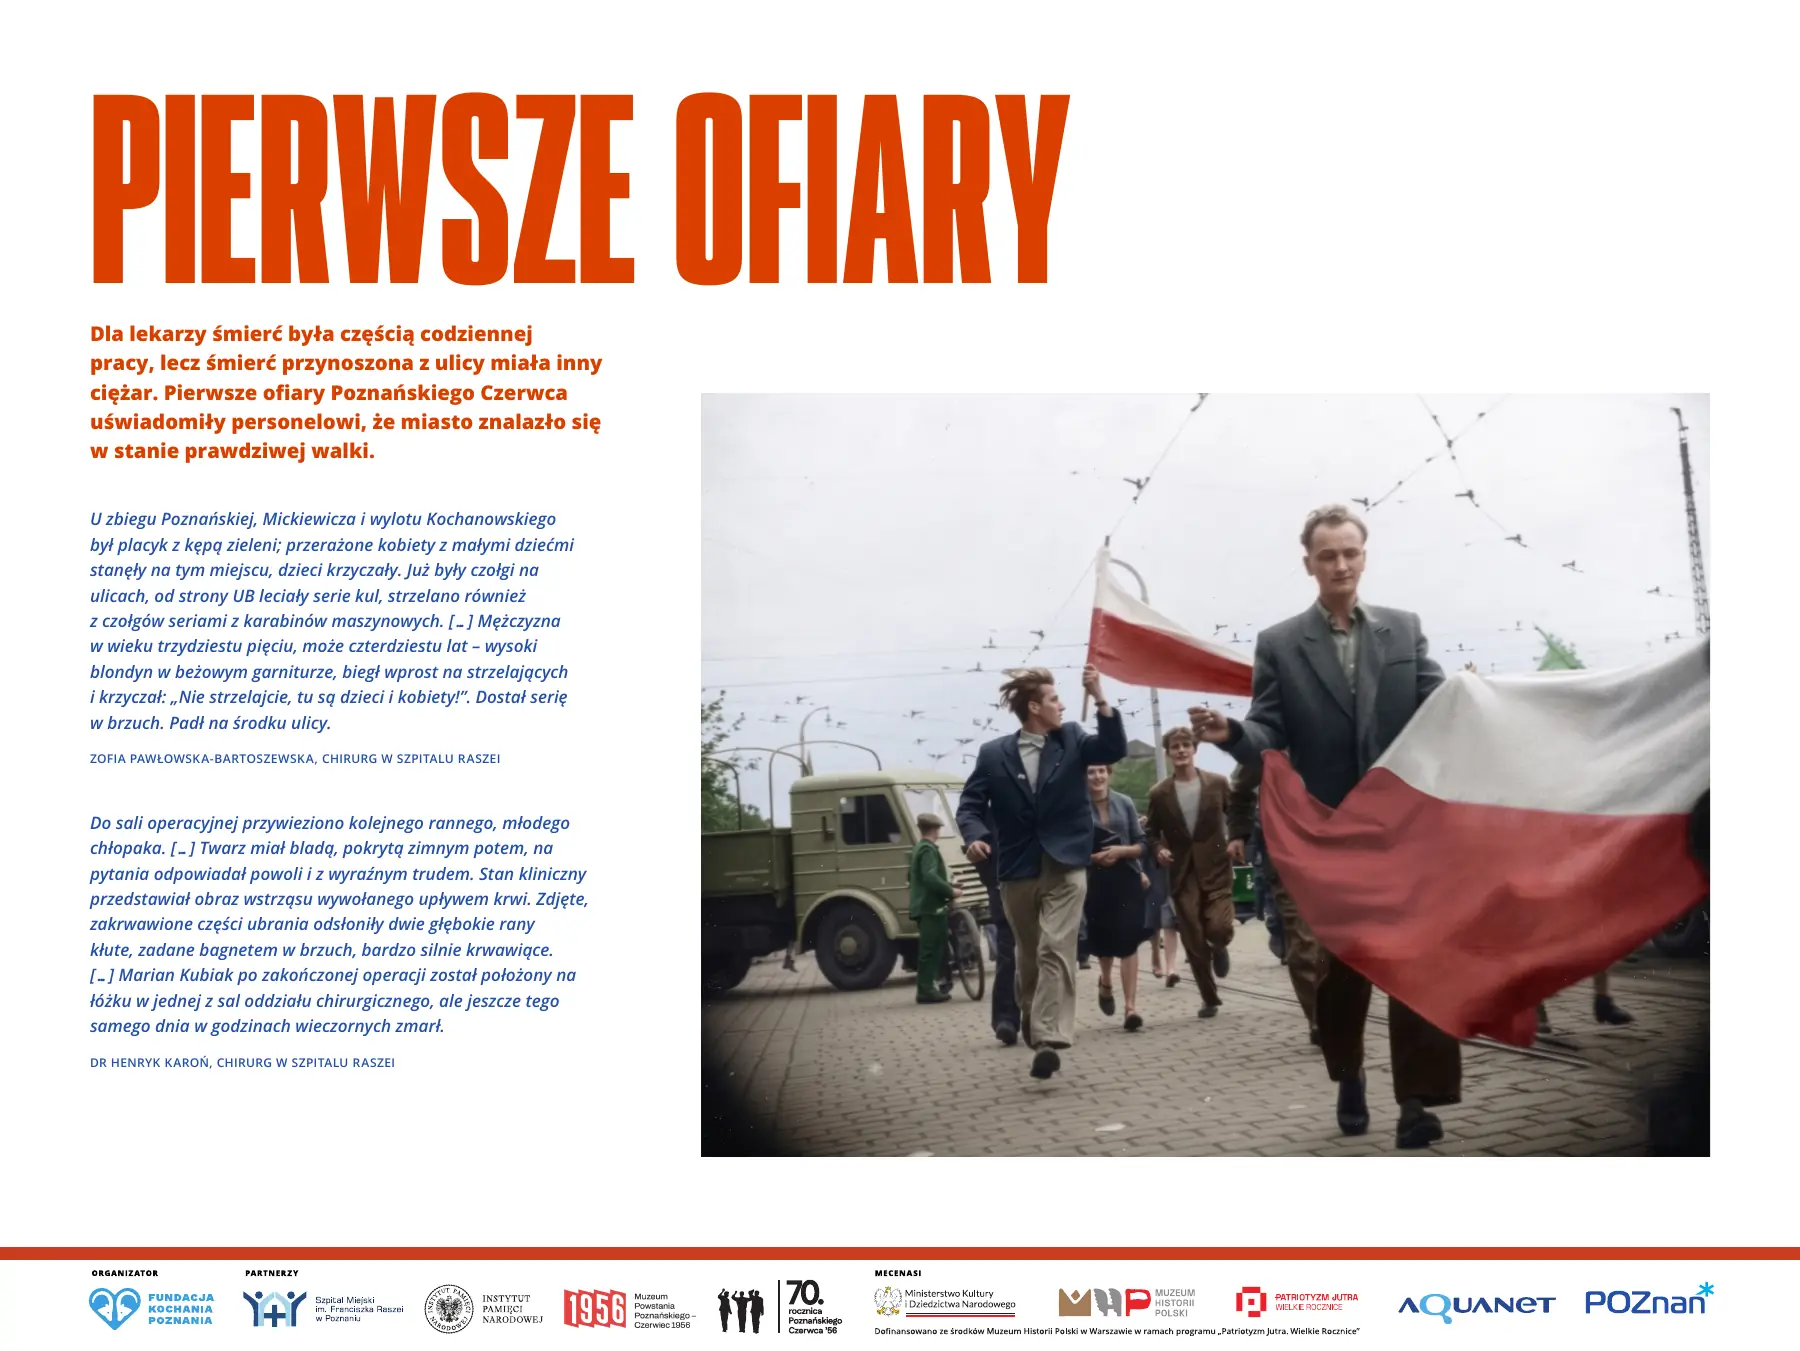 PIERWSZE OFIARY
Dla lekarzy śmierć była częścią codziennej
pracy, lecz śmierć przynoszona z ulicy miała inny
ciężar. Pierwsze ofiary Poznańskiego Czerwca
uświadomiły personelowi, że miasto znalazło się
w stanie prawdziwej walki.
U zbiegu Poznańskiej, Mickiewicza i wylotu Kochanowskiego
był placyk z kępą zieleni; przerażone kobiety z małymi dziećmi
stanęły na tym miejscu, dzieci krzyczały. Już były czołgi na
ulicach, od strony UB leciały serie kul, strzelano również
z czołgów seriami z karabinów maszynowych. [...] Mężczyzna
w wieku trzydziestu pięciu, może czterdziestu lat – wysoki
blondyn w beżowym garniturze, biegł wprost na strzelających
i krzyczał: „Nie strzelajcie, tu są dzieci i kobiety!”. Dostał serię
w brzuch. Padł na środku ulicy.
ZOFIA PAWŁOWSKA-BARTOSZEWSKA, CHIRURG W SZPITALU RASZEI
Do sali operacyjnej przywieziono kolejnego rannego, młodego
chłopaka. [...] Twarz miał bladą, pokrytą zimnym potem, na
pytania odpowiadał powoli i z wyraźnym trudem. Stan kliniczny
przedstawiał obraz wstrząsu wywołanego upływem krwi. Zdjęte,
zakrwawione części ubrania odsłoniły dwie głębokie rany
kłute, zadane bagnetem w brzuch, bardzo silnie krwawiące.
[...] Marian Kubiak po zakończonej operacji został położony na
łóżku w jednej z sal oddziału chirurgicznego, ale jeszcze tego
samego dnia w godzinach wieczornych zmarł.
DR HENRYK KAROŃ, CHIRURG W SZPITALU RASZEI
ORGANIZATOR
FUNDACJA
KOCHANIA
POZNANIA
PARTNERZY
Szpital Miejski
im. Franciszka Raszei
w Poznaniu
INSTYTUT PAMIĘCI NARODOWEJ
INSTYTUT
PAMIĘCI
NARODOWEJ
1956
Muzeum
Powstania
Poznańskiego –
Czerwiec 1956
70.
rocznica
Poznańskiego
Czerwca '56
MECENASI
Ministerstwo Kultury
i Dziedzictwa Narodowego
MHP
MUZEUM
HISTORII
POLSKI
PATRIOTYZM JUTRA
WIELKIE ROCZNICE
AQUANET
POZnan*
Dofinansowano ze środków Muzeum Historii Polski w Warszawie w ramach programu „Patriotyzm Jutra. Wielkie Rocznice”